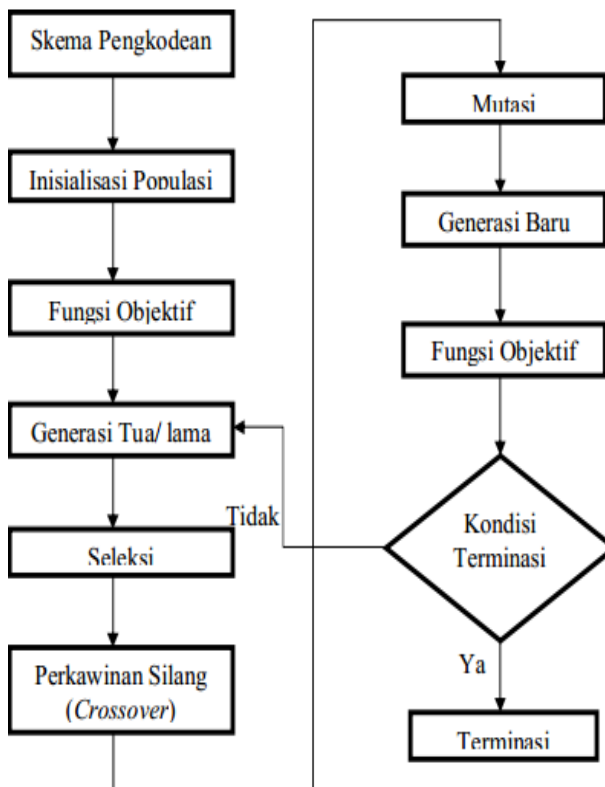 Skema Pengkodean
Inisialisasi Populasi
Fungsi Objektif
Generasi Tua/ lama
Seleksi
Perkawinan Silang
(Crossover)
Mutasi
Generasi Baru
Fungsi Objektif
Kondisi
Terminasi
Tidak
Ya
Terminasi